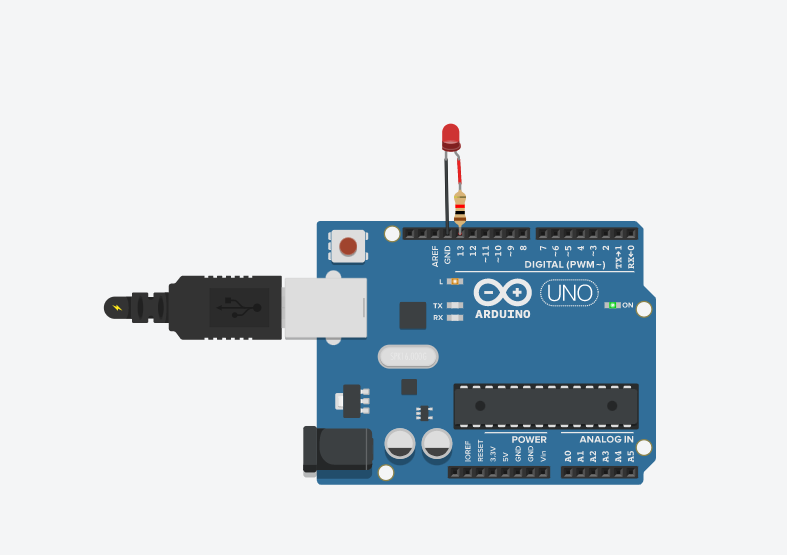 AREF
GND
13
12
~11
~10
~9
8
7
~6
~5
4
~3
2
TX→1
RX←0
DIGITAL (PWM~)
L
TX
RX
ARDUINO
UNO
ON
POWER
ANALOG IN
IOREF
RESET
3.3V
5V
GND
GND
Vin
A0
A1
A2
A3
A4
A5